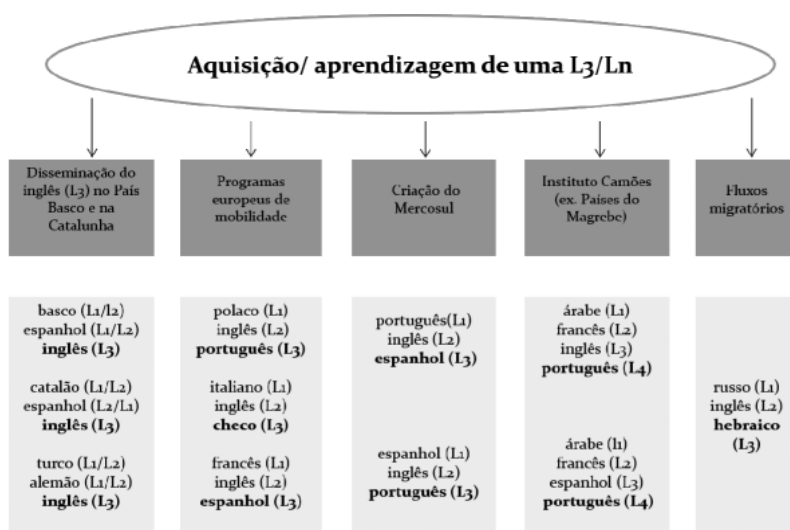 Aquisição/ aprendizagem de uma L3/Ln
Disseminação do
inglês (L3) no País
Basco e na
Catalunha
Programas
europeus de
mobilidade
Criação do
Mercosul
Instituto Camões
(ex. Países do
Magrebe)
Fluxos
migratórios
basco (L1/l2)
espanhol (L1/L2)
inglês (L3)
catalão (L1/L2)
espanhol (L2/L1)
inglês (L3)
turco (L1/L2)
alemão (L1/L2)
inglês (L3)
polaco (L1)
inglês (L2)
português (L3)
italiano (L1)
inglês (L2)
checo (L3)
francês (L1)
inglês (L2)
espanhol (L3)
português(L1)
inglês (L2)
espanhol (L3)
espanhol (L1)
inglês (L2)
português (L3)
árabe (L1)
francês (L2)
inglês (L3)
português (L4)
árabe (l1)
francês (L2)
espanhol (L3)
português (L4)
russo (L1)
inglês (L2)
hebraico
(L3)